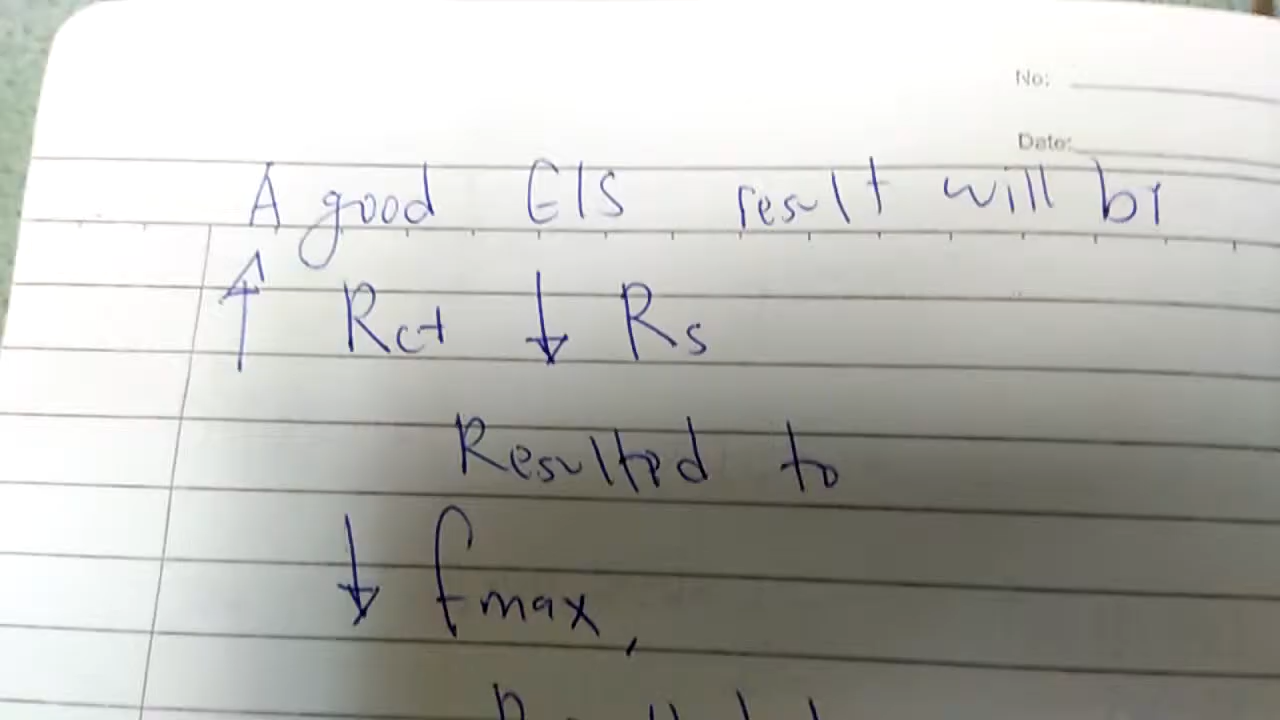 No:
Date:
A good EIS result will be
↑ Rct ↓ Rs
Resulted to
↓ fmax,